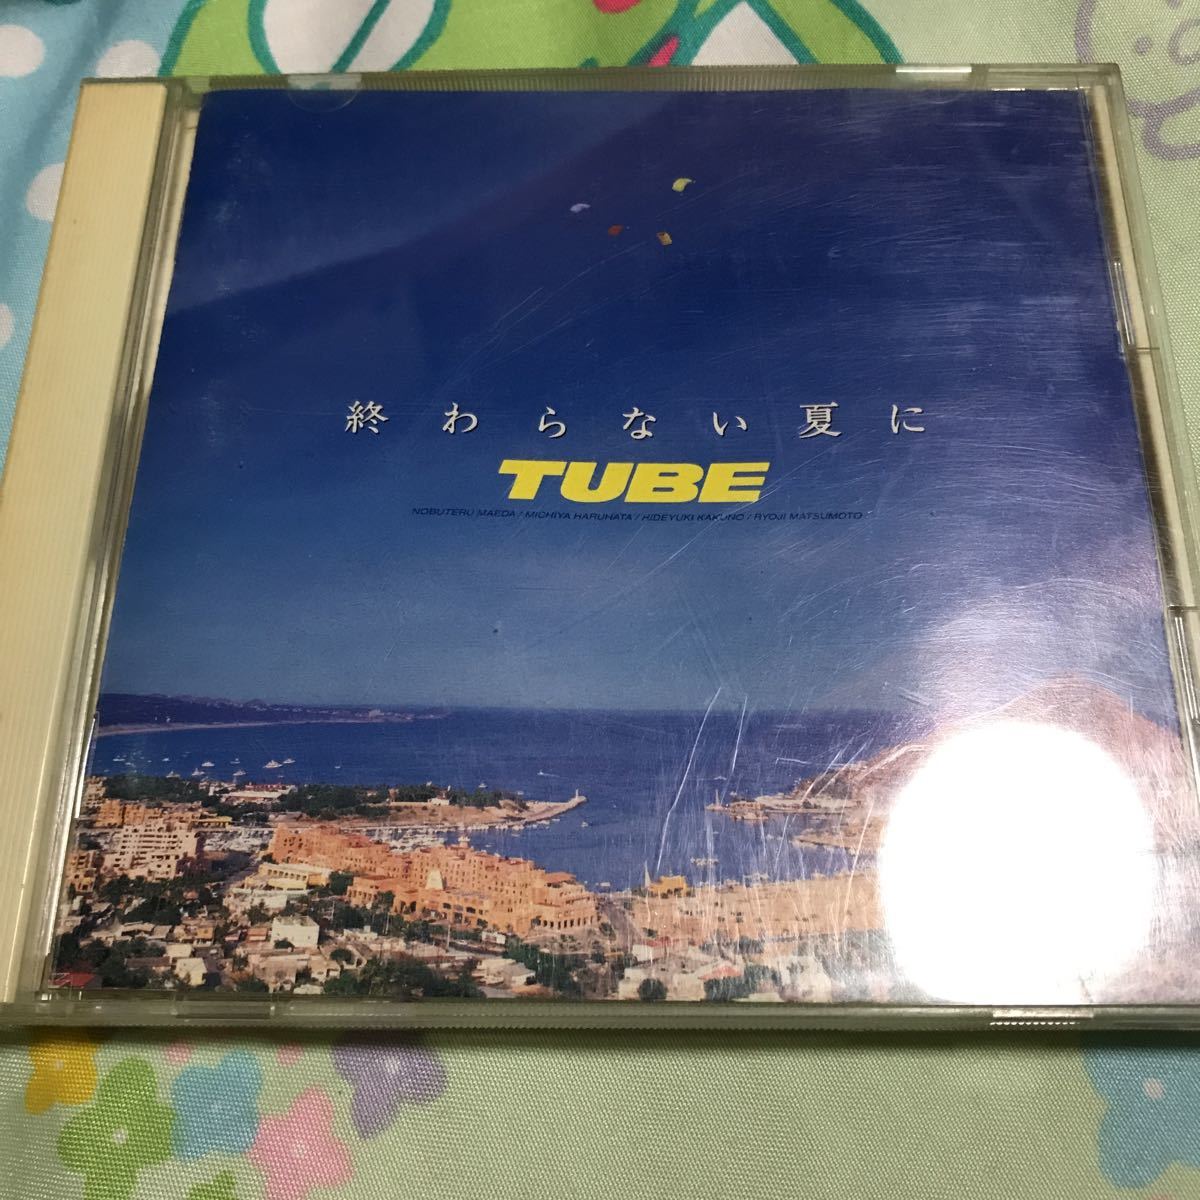 終わらない夏に
TUBE
NOBUTERU MAEDA / MICHIYA HARUHATA / HIDEYUKI KAKUNO / RYOJI MATSUMOTO